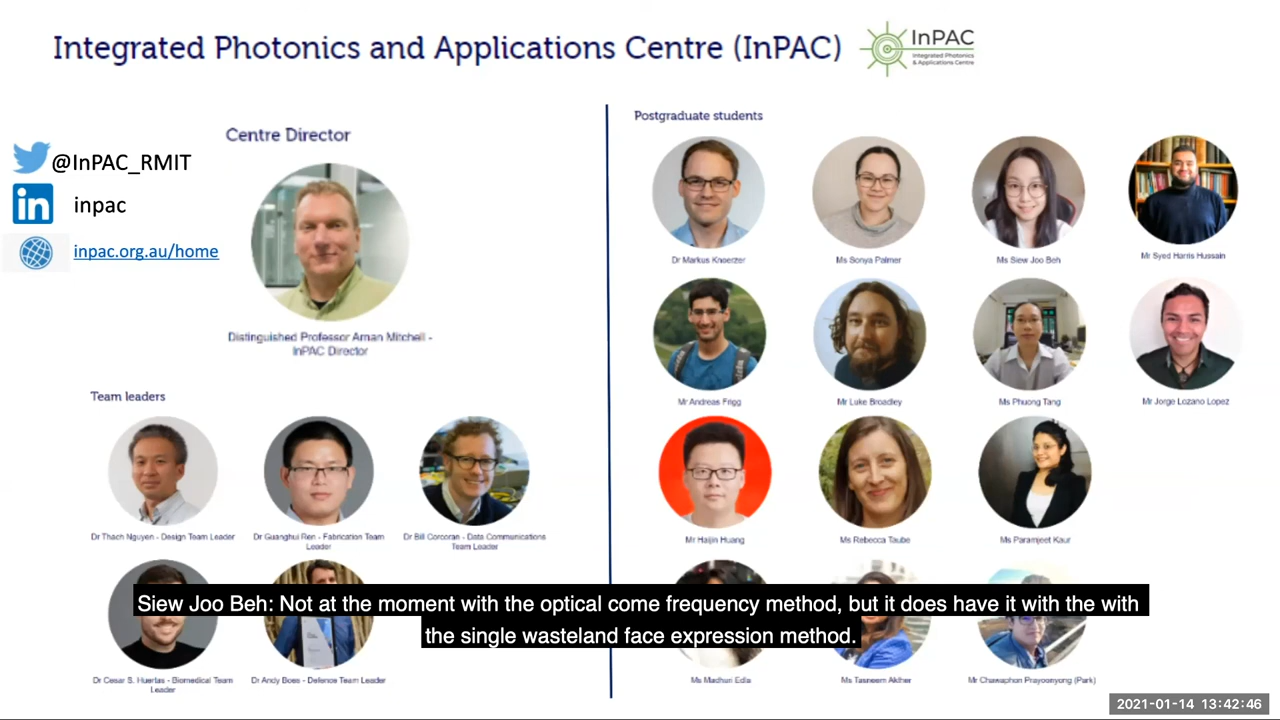 Integrated Photonics and Applications Centre (InPAC)
InPAC
Integrated Photonics
& Applications Centre
@InPAC_RMIT
inpac
inpac.org.au/home
Centre Director
Distinguished Professor Arnan Mitchell -
InPAC Director
Team leaders
Dr Thach Nguyen - Design Team Leader
Dr Guanghui Ren - Fabrication Team
Leader
Dr Bill Corcoran - Data Communications
Team Leader
Dr Cesar S. Huertas - Biomedical Team
Leader
Dr Andy Boes - Defence Team Leader
Postgraduate students
Dr Markus Knoerzer
Ms Sonya Palmer
Ms Siew Joo Beh
Mr Syed Harris Hussain
Mr Andreas Frigg
Mr Luke Broadley
Ms Phuong Tang
Mr Jorge Lozano Lopez
Mr Haijin Huang
Ms Rebecca Taube
Ms Paramjeet Kaur
Ms Madhuri Edla
Ms Tasneem Akther
Mr Chawaphon Prayoonyong (Park)
Siew Joo Beh: Not at the moment with the optical come frequency method, but it does have it with the with
the single wasteland face expression method.
2021-01-14 13:42:46